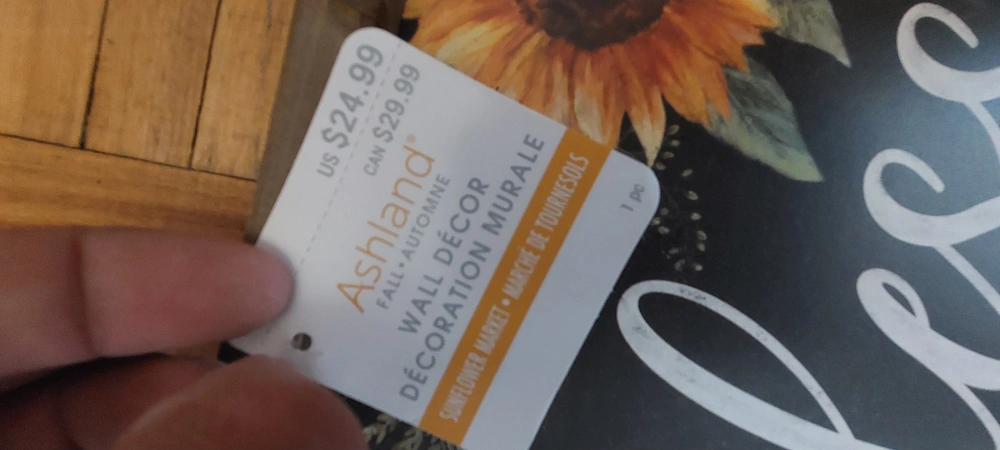 US $24.99
CAN $29.99
Ashland®
FALL•AUTOMNE
WALL DÉCOR
DÉCORATION MURALE
SUNFLOWER MARKET • MARCHÉ DE TOURNESOLS
1 pc